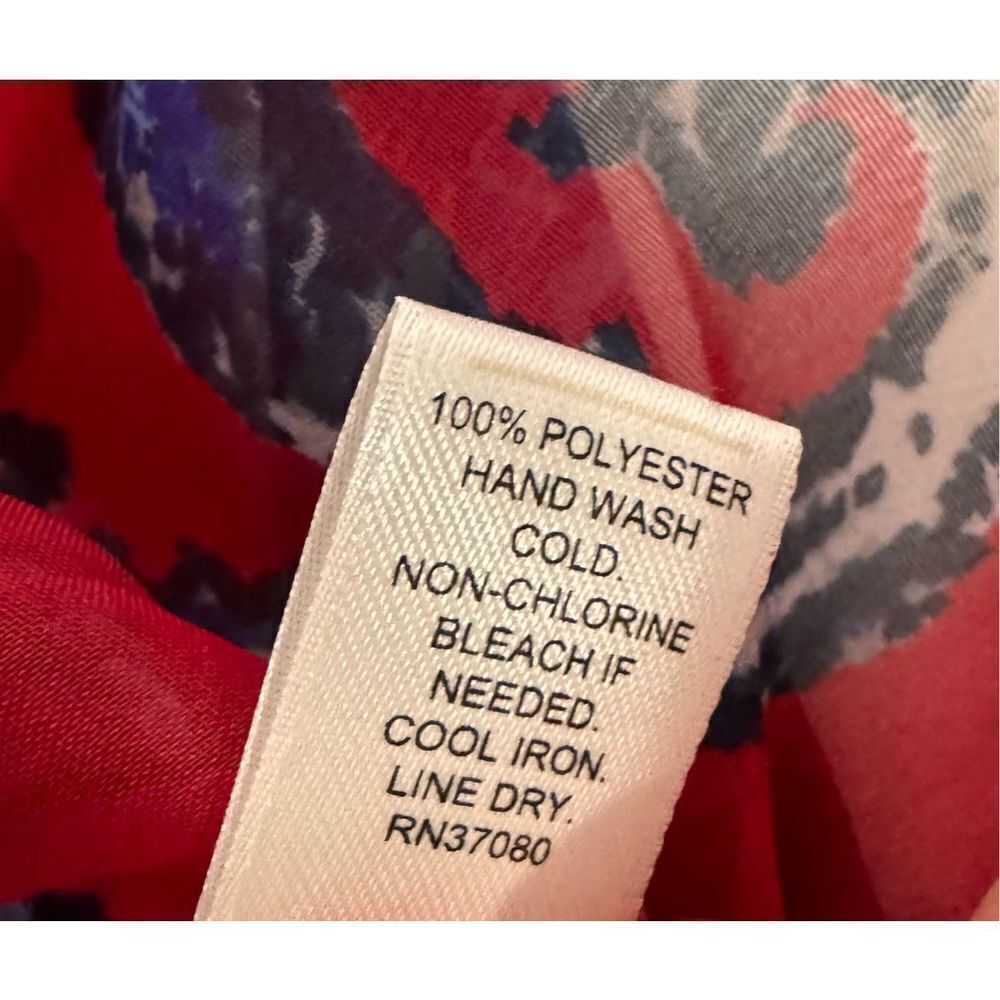 100% POLYESTER
HAND WASH
COLD.
NON-CHLORINE
BLEACH IF
NEEDED.
COOL IRON.
LINE DRY.
RN37080